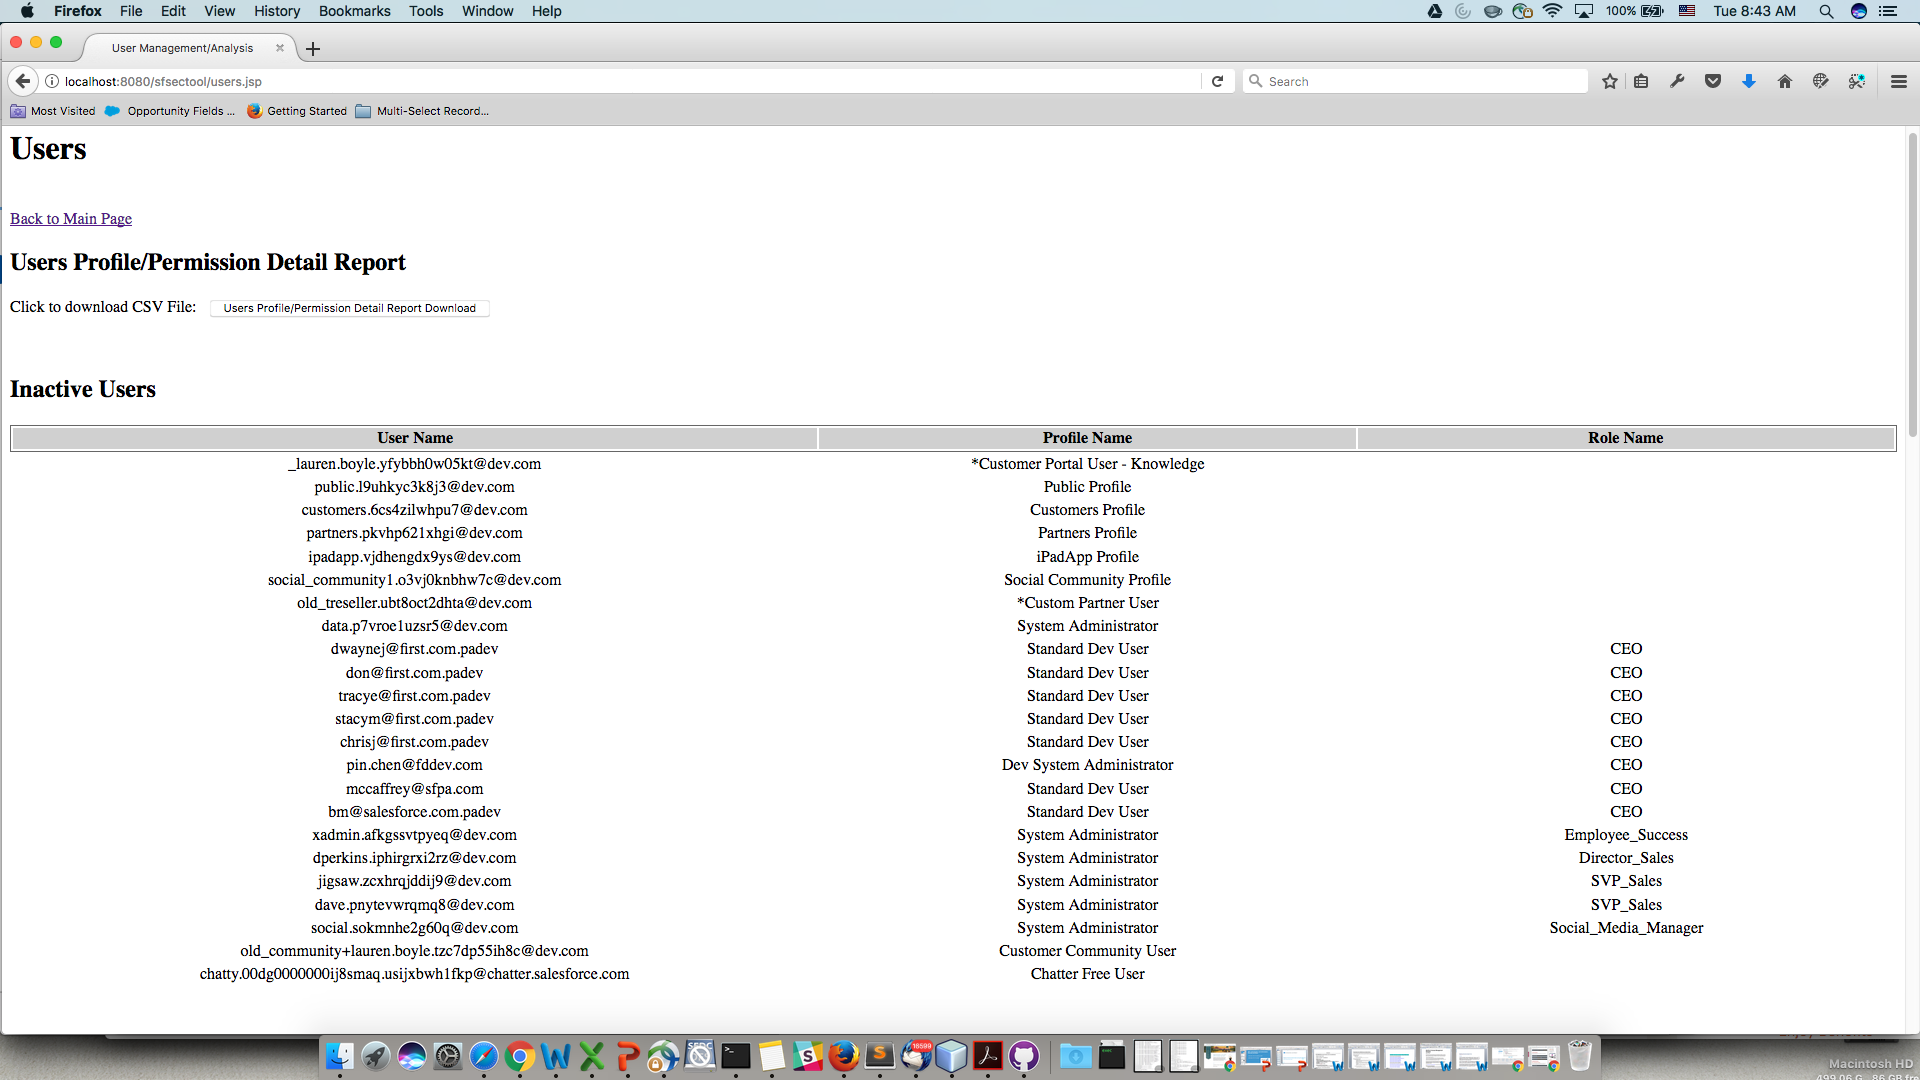 Firefox File Edit View History Bookmarks Tools Window Help 100% Tue 8:43 AM
User Management/Analysis
localhost:8080/sfsectool/users.jsp Search
Most Visited Opportunity Fields ... Getting Started Multi-Select Record...
Users
Back to Main Page
Users Profile/Permission Detail Report
Click to download CSV File: Users Profile/Permission Detail Report Download
Inactive Users
User Name Profile Name Role Name
_lauren.boyle.yfybbh0w05kt@dev.com *Customer Portal User - Knowledge
public.l9uhkyc3k8j3@dev.com Public Profile
customers.6cs4zilwhpu7@dev.com Customers Profile
partners.pkvhp621xhgi@dev.com Partners Profile
ipadapp.vjdhengdx9ys@dev.com iPadApp Profile
social_community1.o3vj0knbhw7c@dev.com Social Community Profile
old_treseller.ubt8oct2dhta@dev.com *Custom Partner User
data.p7vroe1uzsr5@dev.com System Administrator
dwaynej@first.com.padev Standard Dev User CEO
don@first.com.padev Standard Dev User CEO
tracye@first.com.padev Standard Dev User CEO
stacym@first.com.padev Standard Dev User CEO
chrisj@first.com.padev Standard Dev User CEO
pin.chen@fddev.com Dev System Administrator CEO
mccaffrey@sfpa.com Standard Dev User CEO
bm@salesforce.com.padev Standard Dev User CEO
xadmin.afkgssvtpyeq@dev.com System Administrator Employee_Success
dperkins.iphirgrxi2rz@dev.com System Administrator Director_Sales
jigsaw.zcxhrqjddij9@dev.com System Administrator SVP_Sales
dave.pnytevwrqmq8@dev.com System Administrator SVP_Sales
social.sokmnhe2g60q@dev.com System Administrator Social_Media_Manager
old_community+lauren.boyle.tzc7dp55ih8c@dev.com Customer Community User
chatty.00dg0000000ij8smaq.usijxbwh1fkp@chatter.salesforce.com Chatter Free User
Macintosh HD